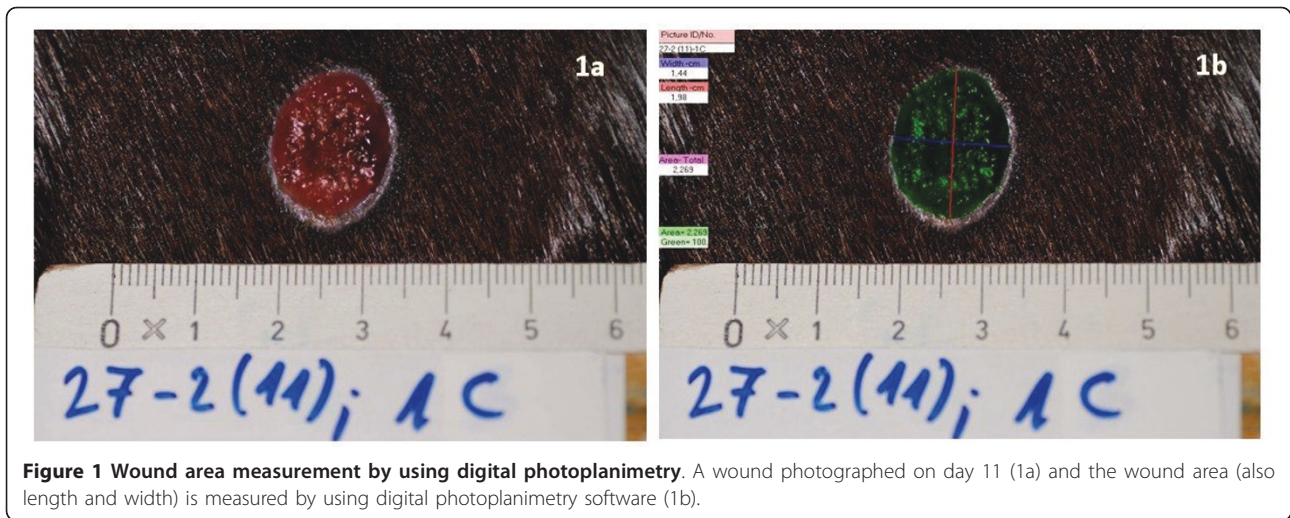 1a
0 1 2 3 4 5 6
27-2 (11); 1 C
Picture ID/No.
27-2 (11)-1C
Width-cm
1,44
Length-cm
1,98
Area-Total
2,269
Area= 2,269
Green= 100
1b
0 1 2 3 4 5 6
27-2 (11); 1 C
Figure 1 Wound area measurement by using digital photoplanimetry. A wound photographed on day 11 (1a) and the wound area (also
length and width) is measured by using digital photoplanimetry software (1b).